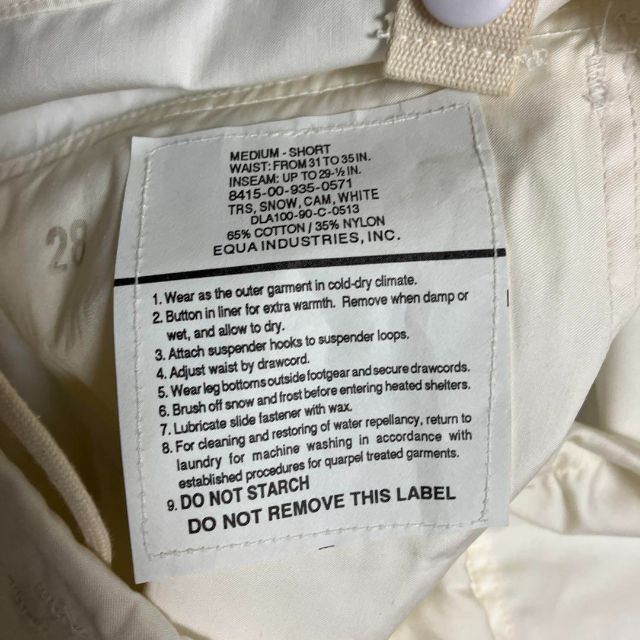 MEDIUM - SHORT
WAIST: FROM 31 TO 35 IN.
INSEAM: UP TO 29-½ IN.
8415-00-935-0571
TRS, SNOW, CAM, WHITE
DLA100-90-C-0513
65% COTTON / 35% NYLON
EQUA INDUSTRIES, INC.
28
1. Wear as the outer garment in cold-dry climate.
2. Button in liner for extra warmth. Remove when damp or
wet, and allow to dry.
3. Attach suspender hooks to suspender loops.
4. Adjust waist by drawcord.
5. Wear leg bottoms outside footgear and secure drawcords.
6. Brush off snow and frost before entering heated shelters.
7. Lubricate slide fastener with wax.
8. For cleaning and restoring of water repellancy, return to
laundry for machine washing in accordance with
established procedures for quarpel treated garments.
9. DO NOT STARCH
DO NOT REMOVE THIS LABEL